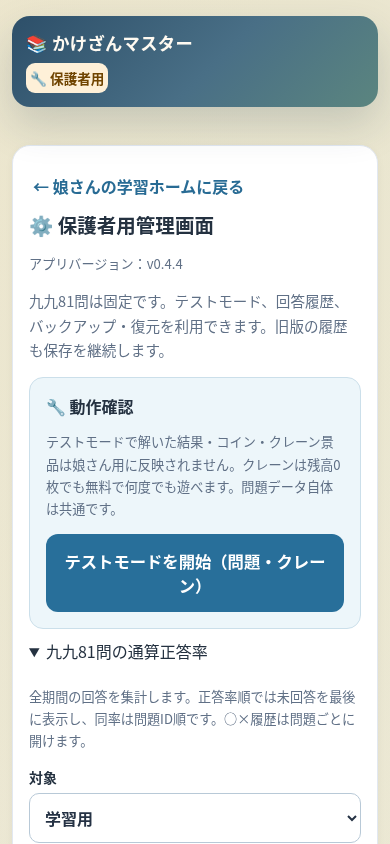 📚 かけざんマスター
🔧 保護者用
← 娘さんの学習ホームに戻る
⚙️ 保護者用管理画面
アプリバージョン：v0.4.4
九九81問は固定です。テストモード、回答履歴、
バックアップ・復元を利用できます。旧版の履歴
も保存を継続します。
🔧 動作確認
テストモードで解いた結果・コイン・クレーン景
品は娘さん用に反映されません。クレーンは残高0
枚でも無料で何度でも遊べます。問題データ自体
は共通です。
テストモードを開始（問題・クレー
ン）
▼ 九九81問の通算正答率
全期間の回答を集計します。正答率順では未回答を最後
に表示し、同率は問題ID順です。○×履歴は問題ごとに
開けます。
対象
学習用